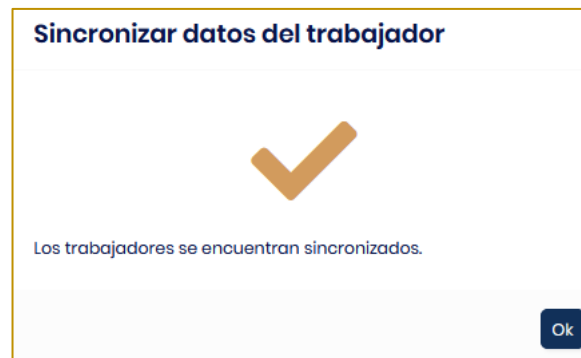 Sincronizar datos del trabajador
Los trabajadores se encuentran sincronizados.
Ok